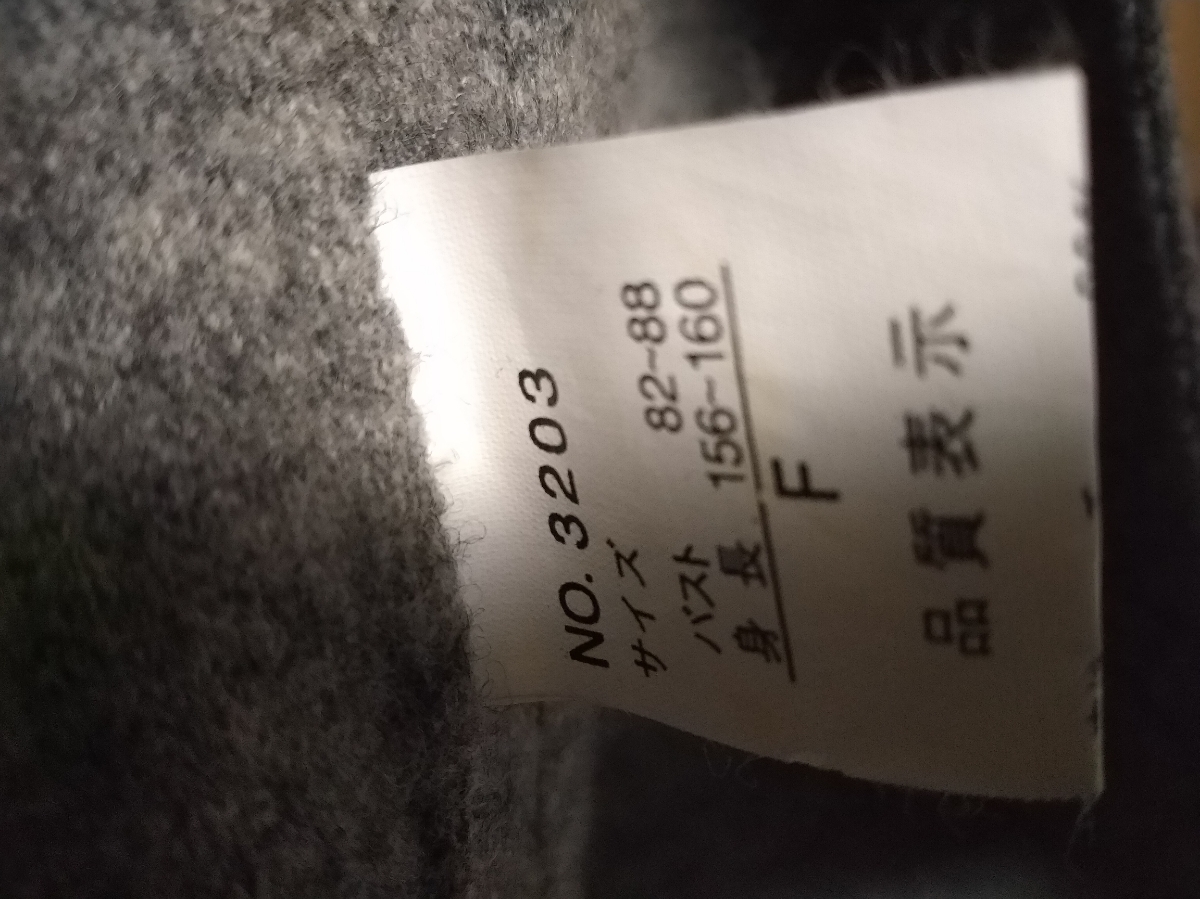 NO. 3203
サイズ
バスト 82~88
身長 156~160
F
品質表示